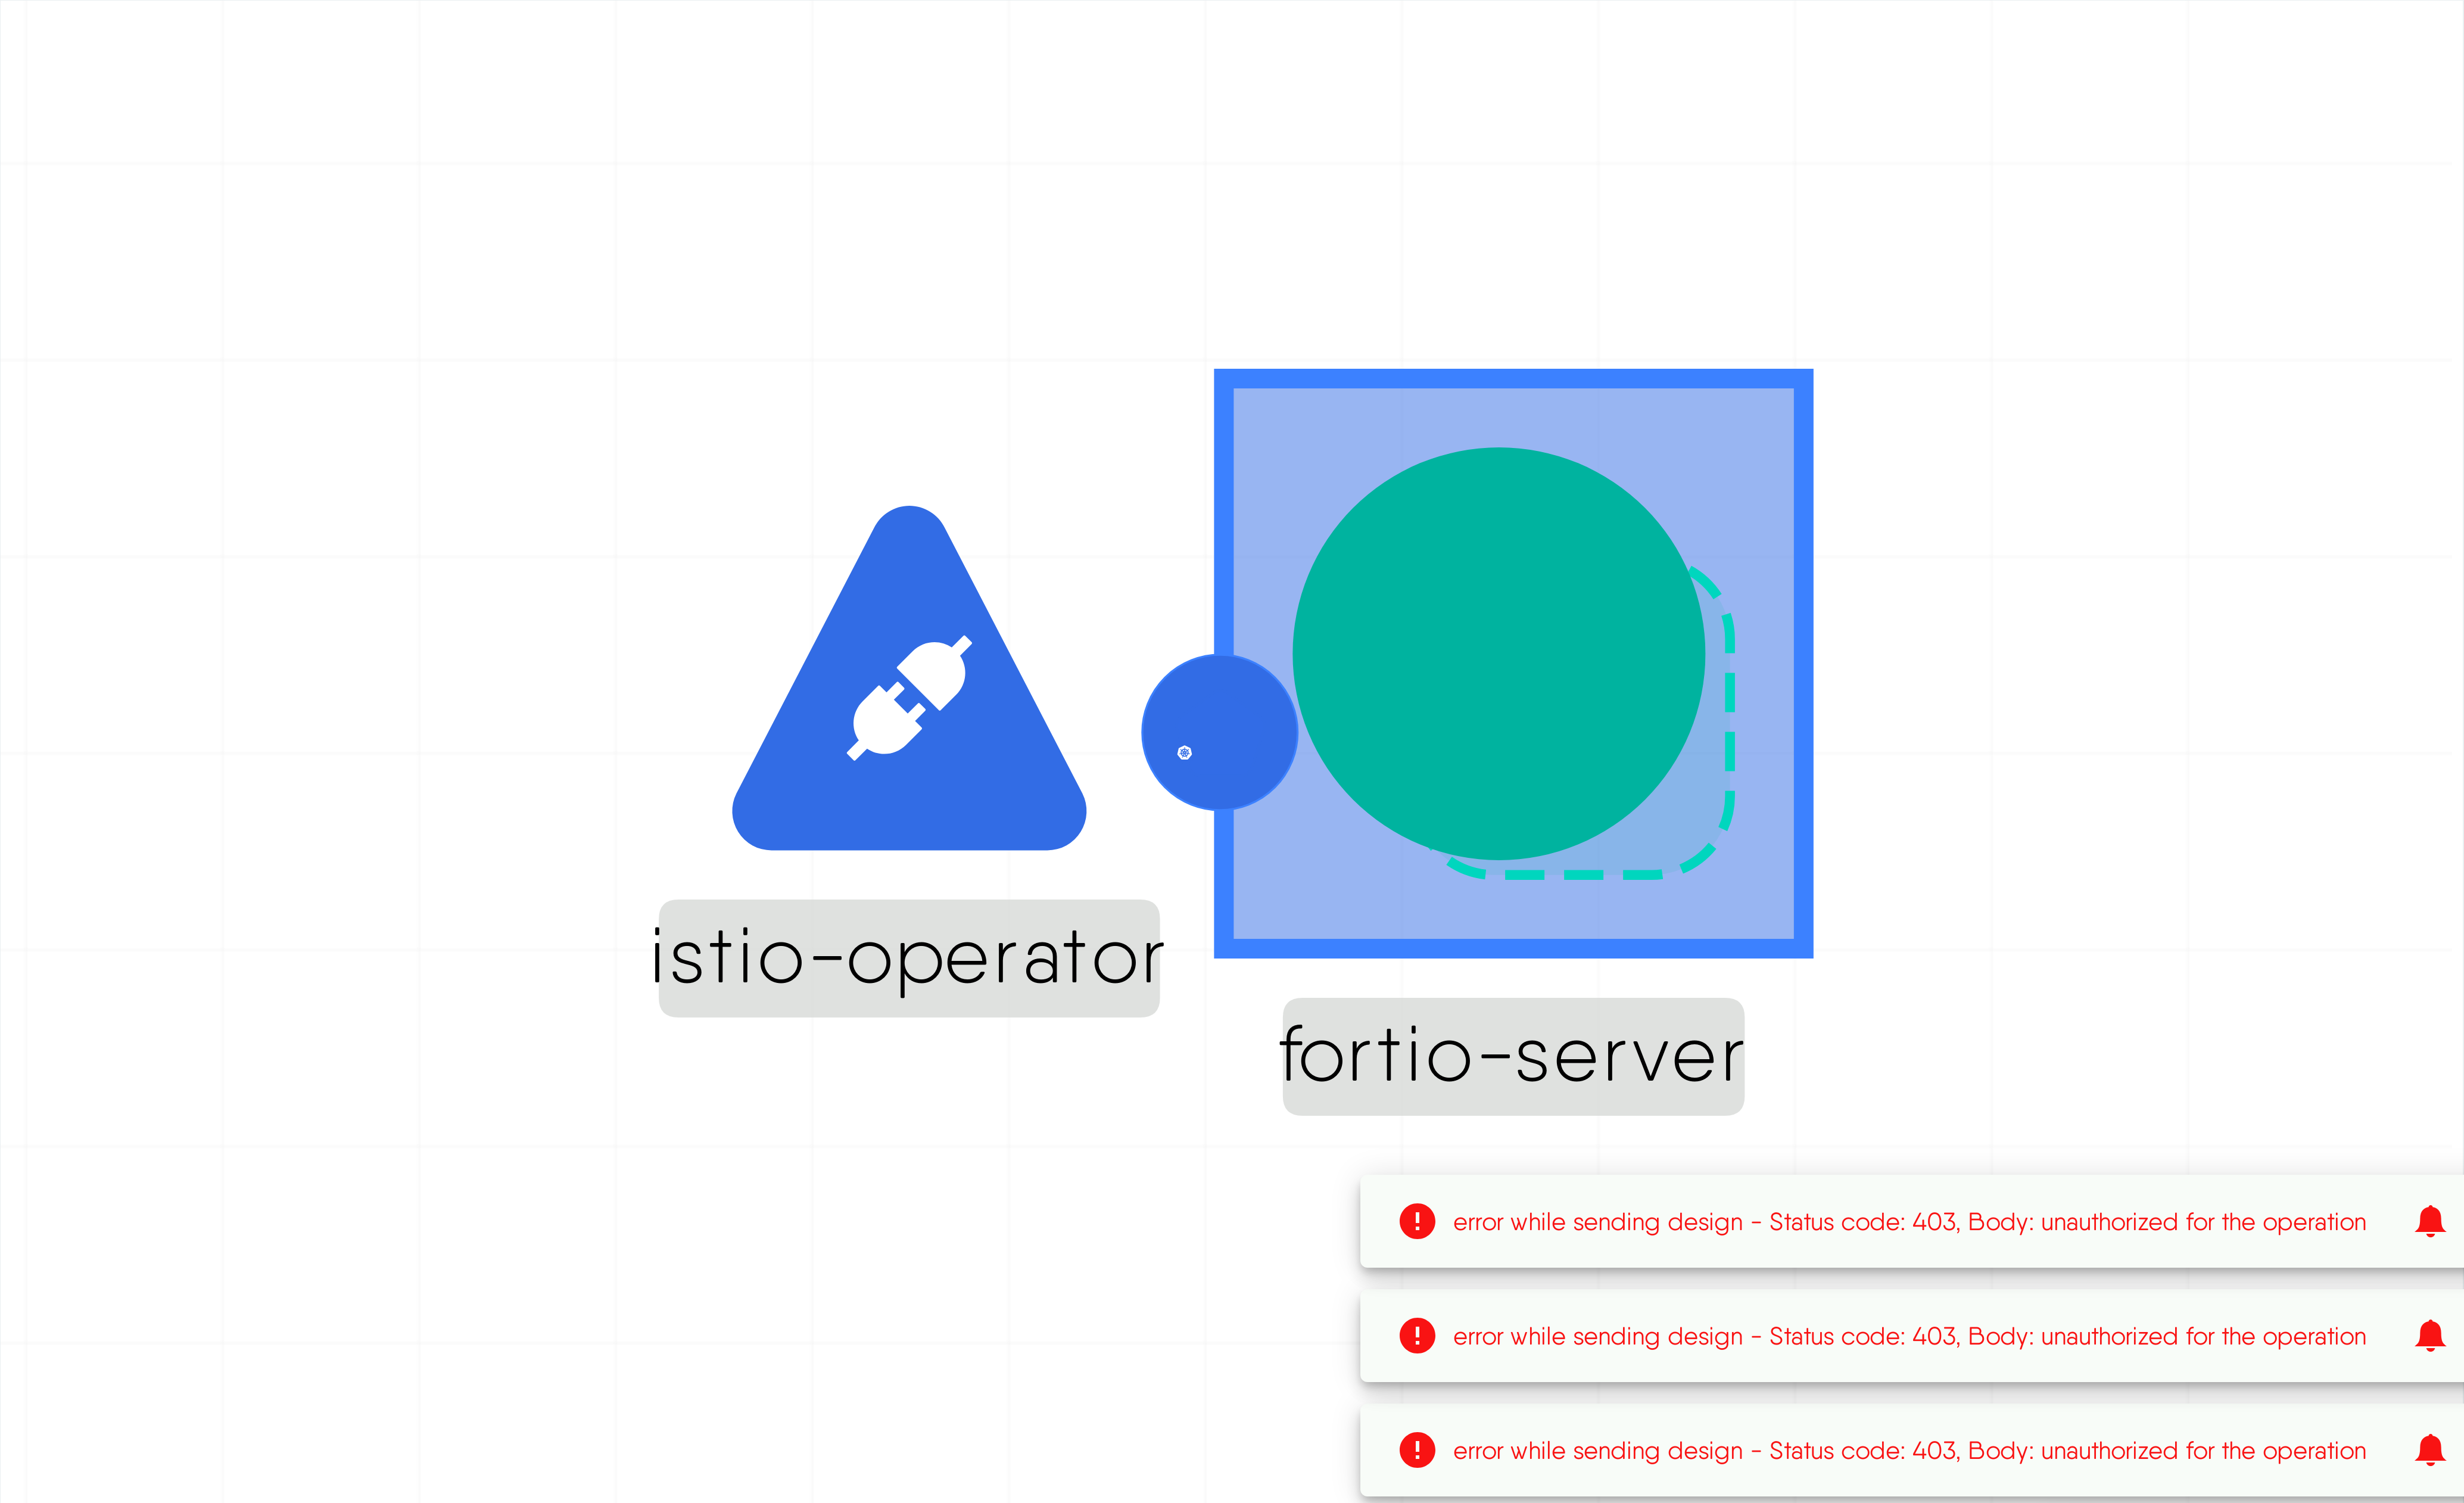 istio-operator
fortio-server
error while sending design - Status code: 403, Body: unauthorized for the operation
error while sending design - Status code: 403, Body: unauthorized for the operation
error while sending design - Status code: 403, Body: unauthorized for the operation